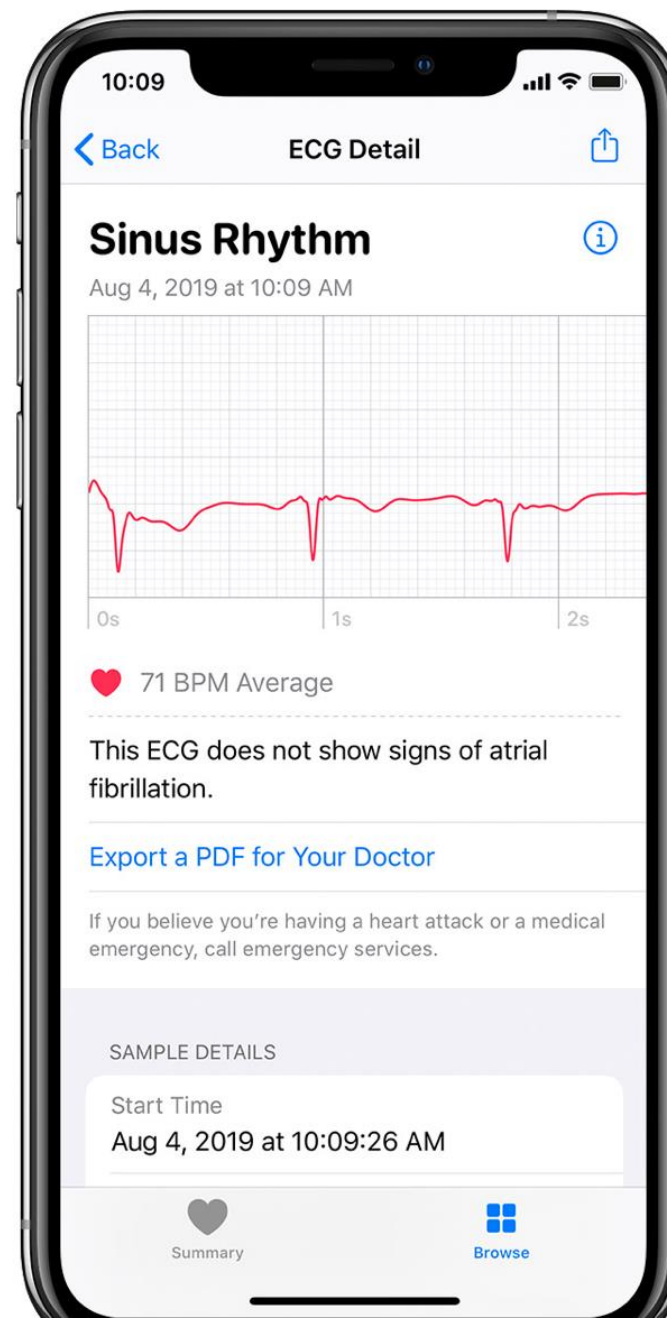 10:09
Back
ECG Detail
Sinus Rhythm
Aug 4, 2019 at 10:09 AM
0s
1s
2s
71 BPM Average
This ECG does not show signs of atrial
fibrillation.
Export a PDF for Your Doctor
If you believe you’re having a heart attack or a medical
emergency, call emergency services.
SAMPLE DETAILS
Start Time
Aug 4, 2019 at 10:09:26 AM
Summary
Browse